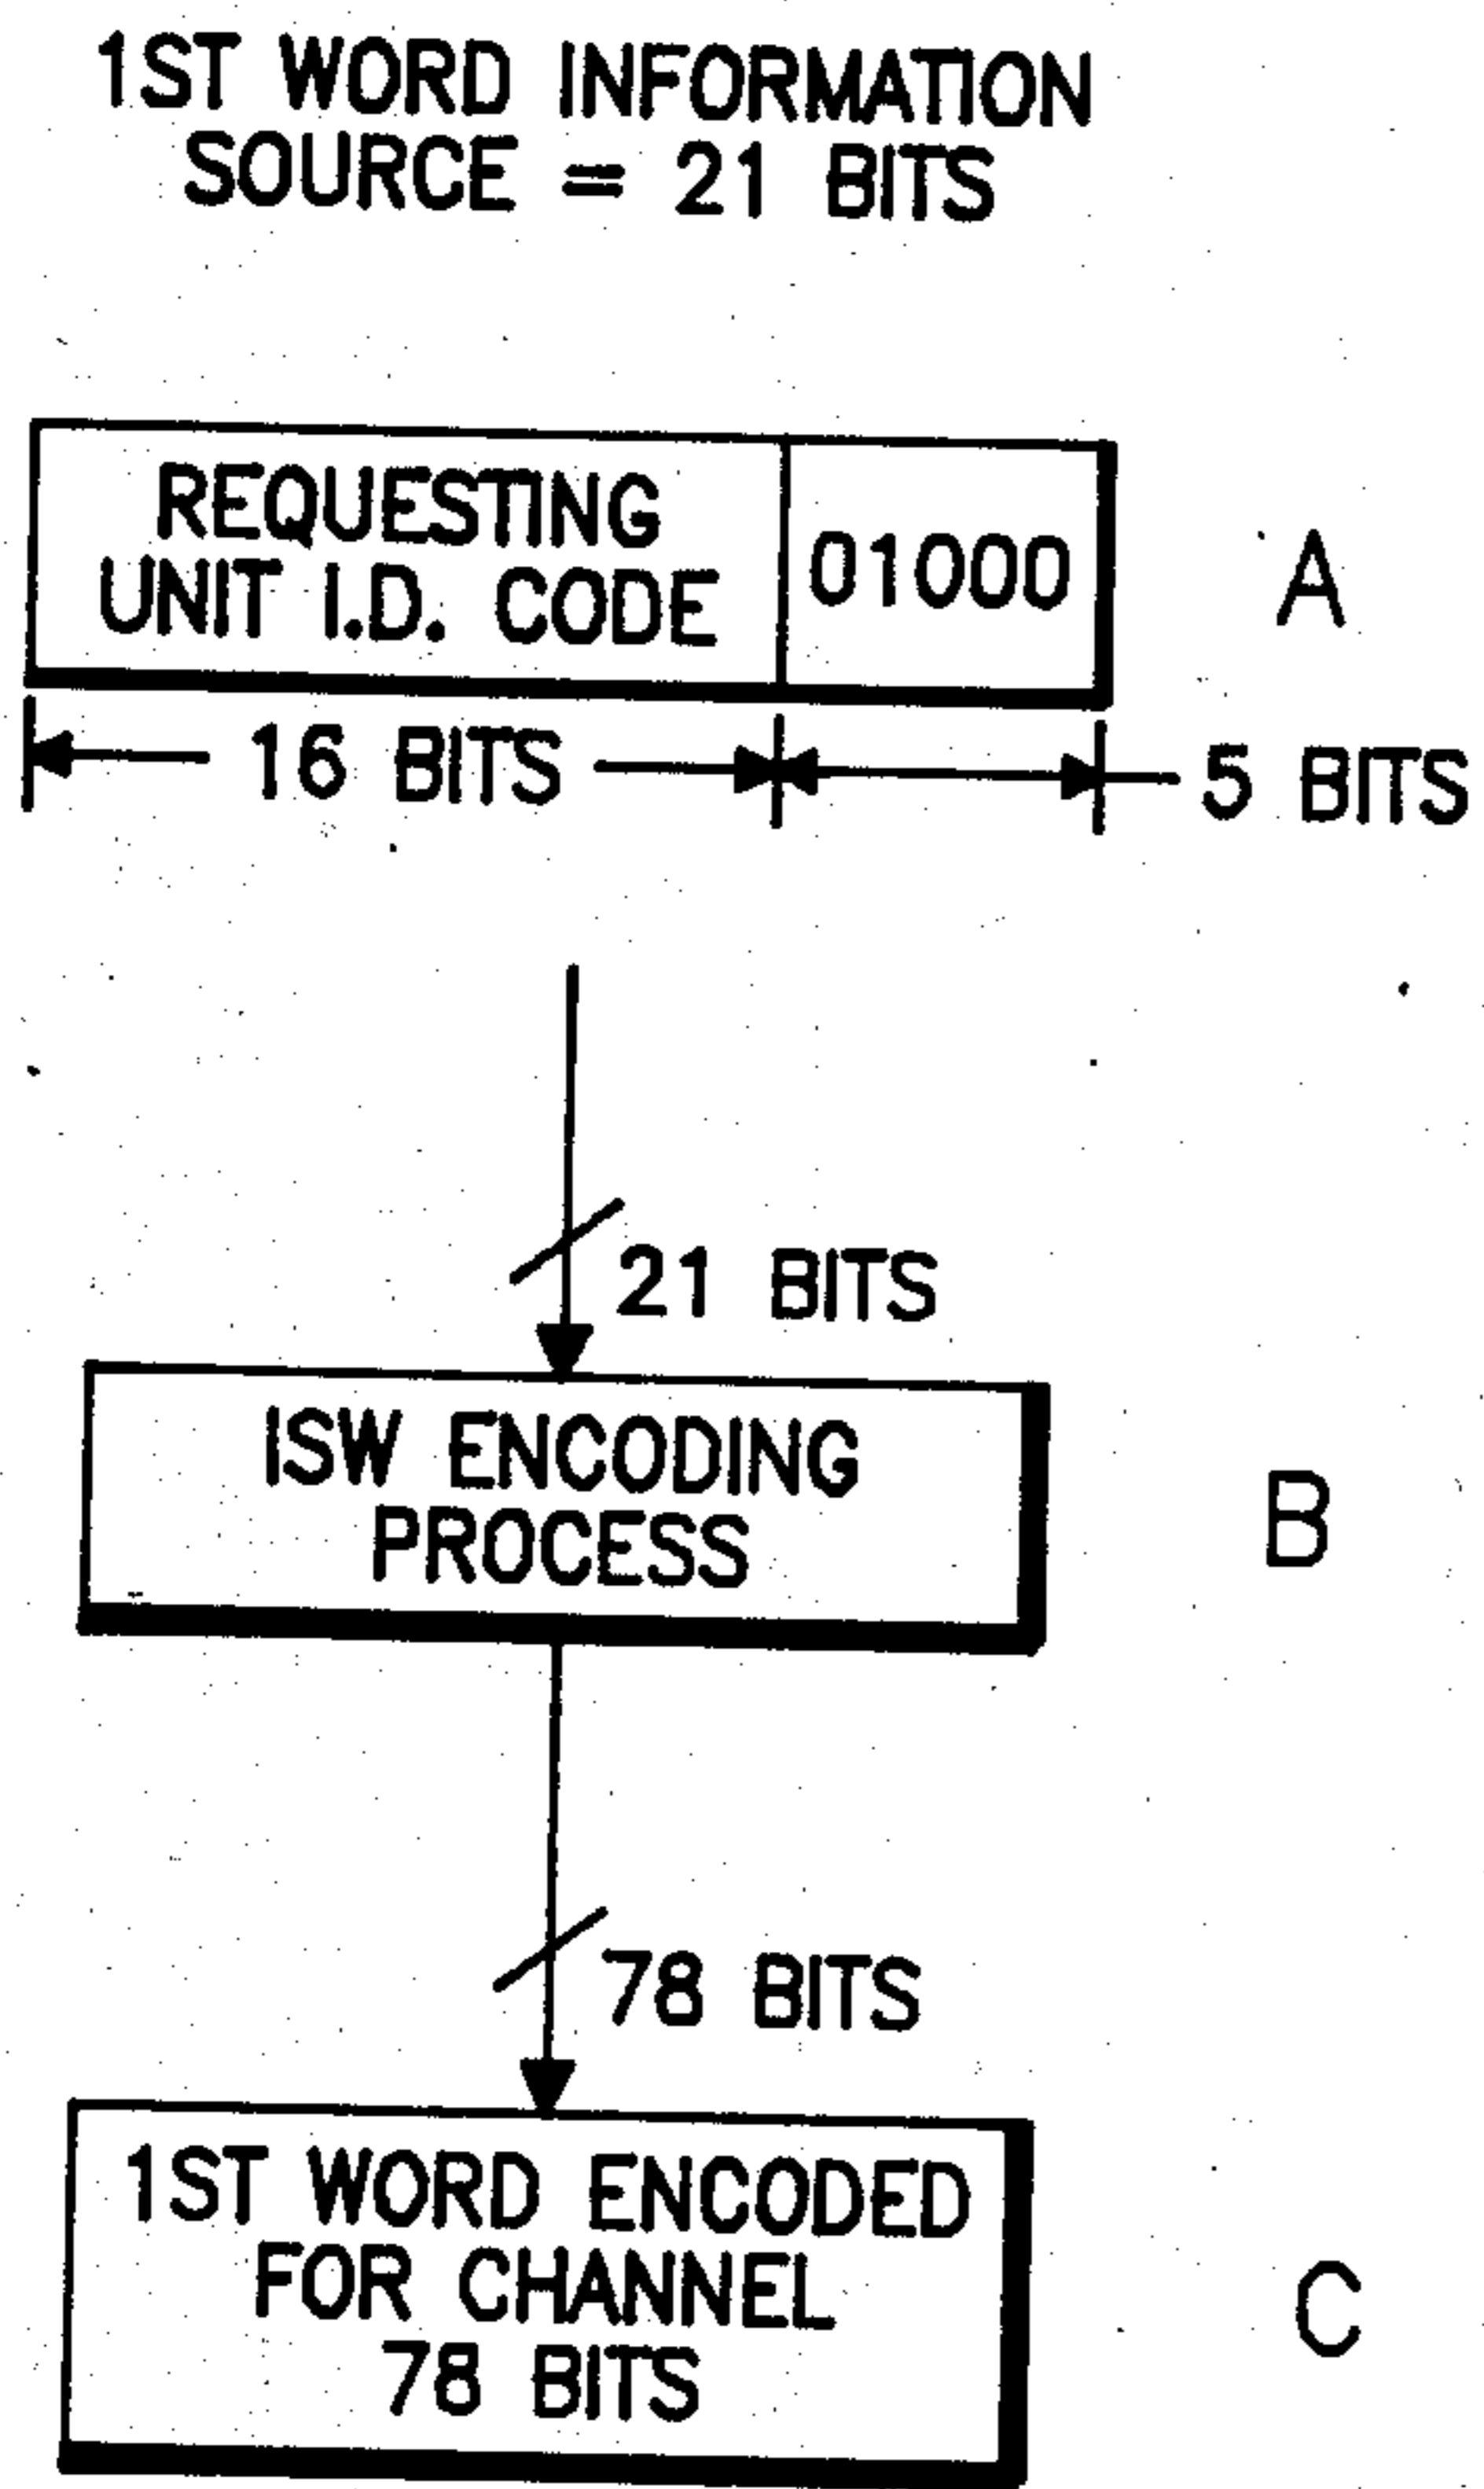 1ST WORD INFORMATION
SOURCE = 21 BITS
REQUESTING
UNIT I.D. CODE
01000
A
16 BITS
5 BITS
21 BITS
ISW ENCODING
PROCESS
B
78 BITS
1ST WORD ENCODED
FOR CHANNEL
78 BITS
C